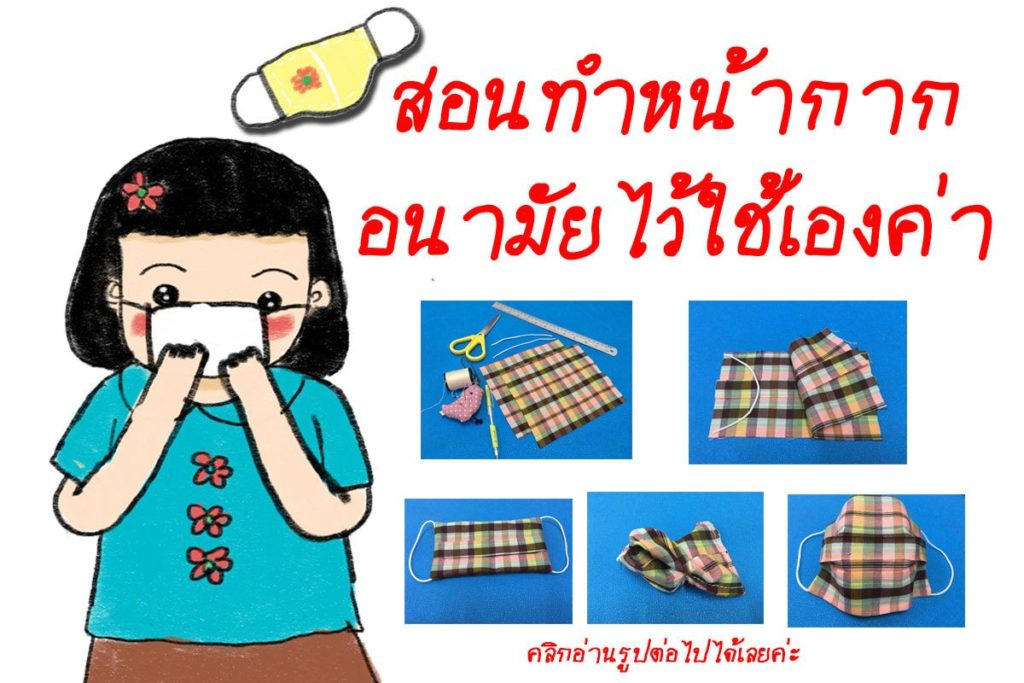 สอนทำหน้ากาก
อนามัยไว้ใช้เองค่า
คลิกอ่านรูปต่อไปได้เลยค่ะ